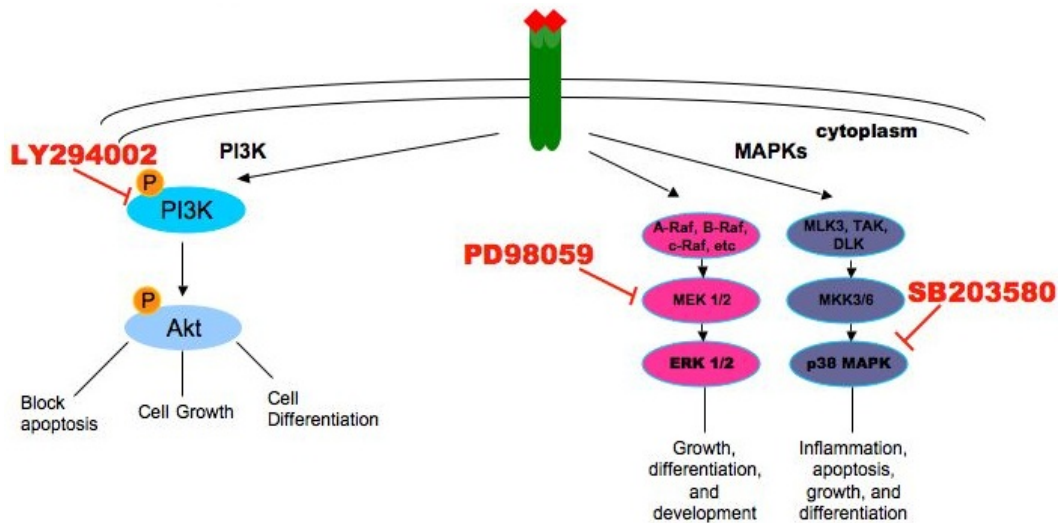 cytoplasm
LY294002
PI3K
MAPKs
P
PI3K
A-Raf, B-Raf,
c-Raf, etc
MLK3, TAK,
DLK
PD98059
MEK 1/2
MKK3/6
SB203580
P
Akt
ERK 1/2
p38 MAPK
Block
apoptosis
Cell Growth
Cell
Differentiation
Growth,
differentiation,
and
development
Inflammation,
apoptosis,
growth, and
differentiation